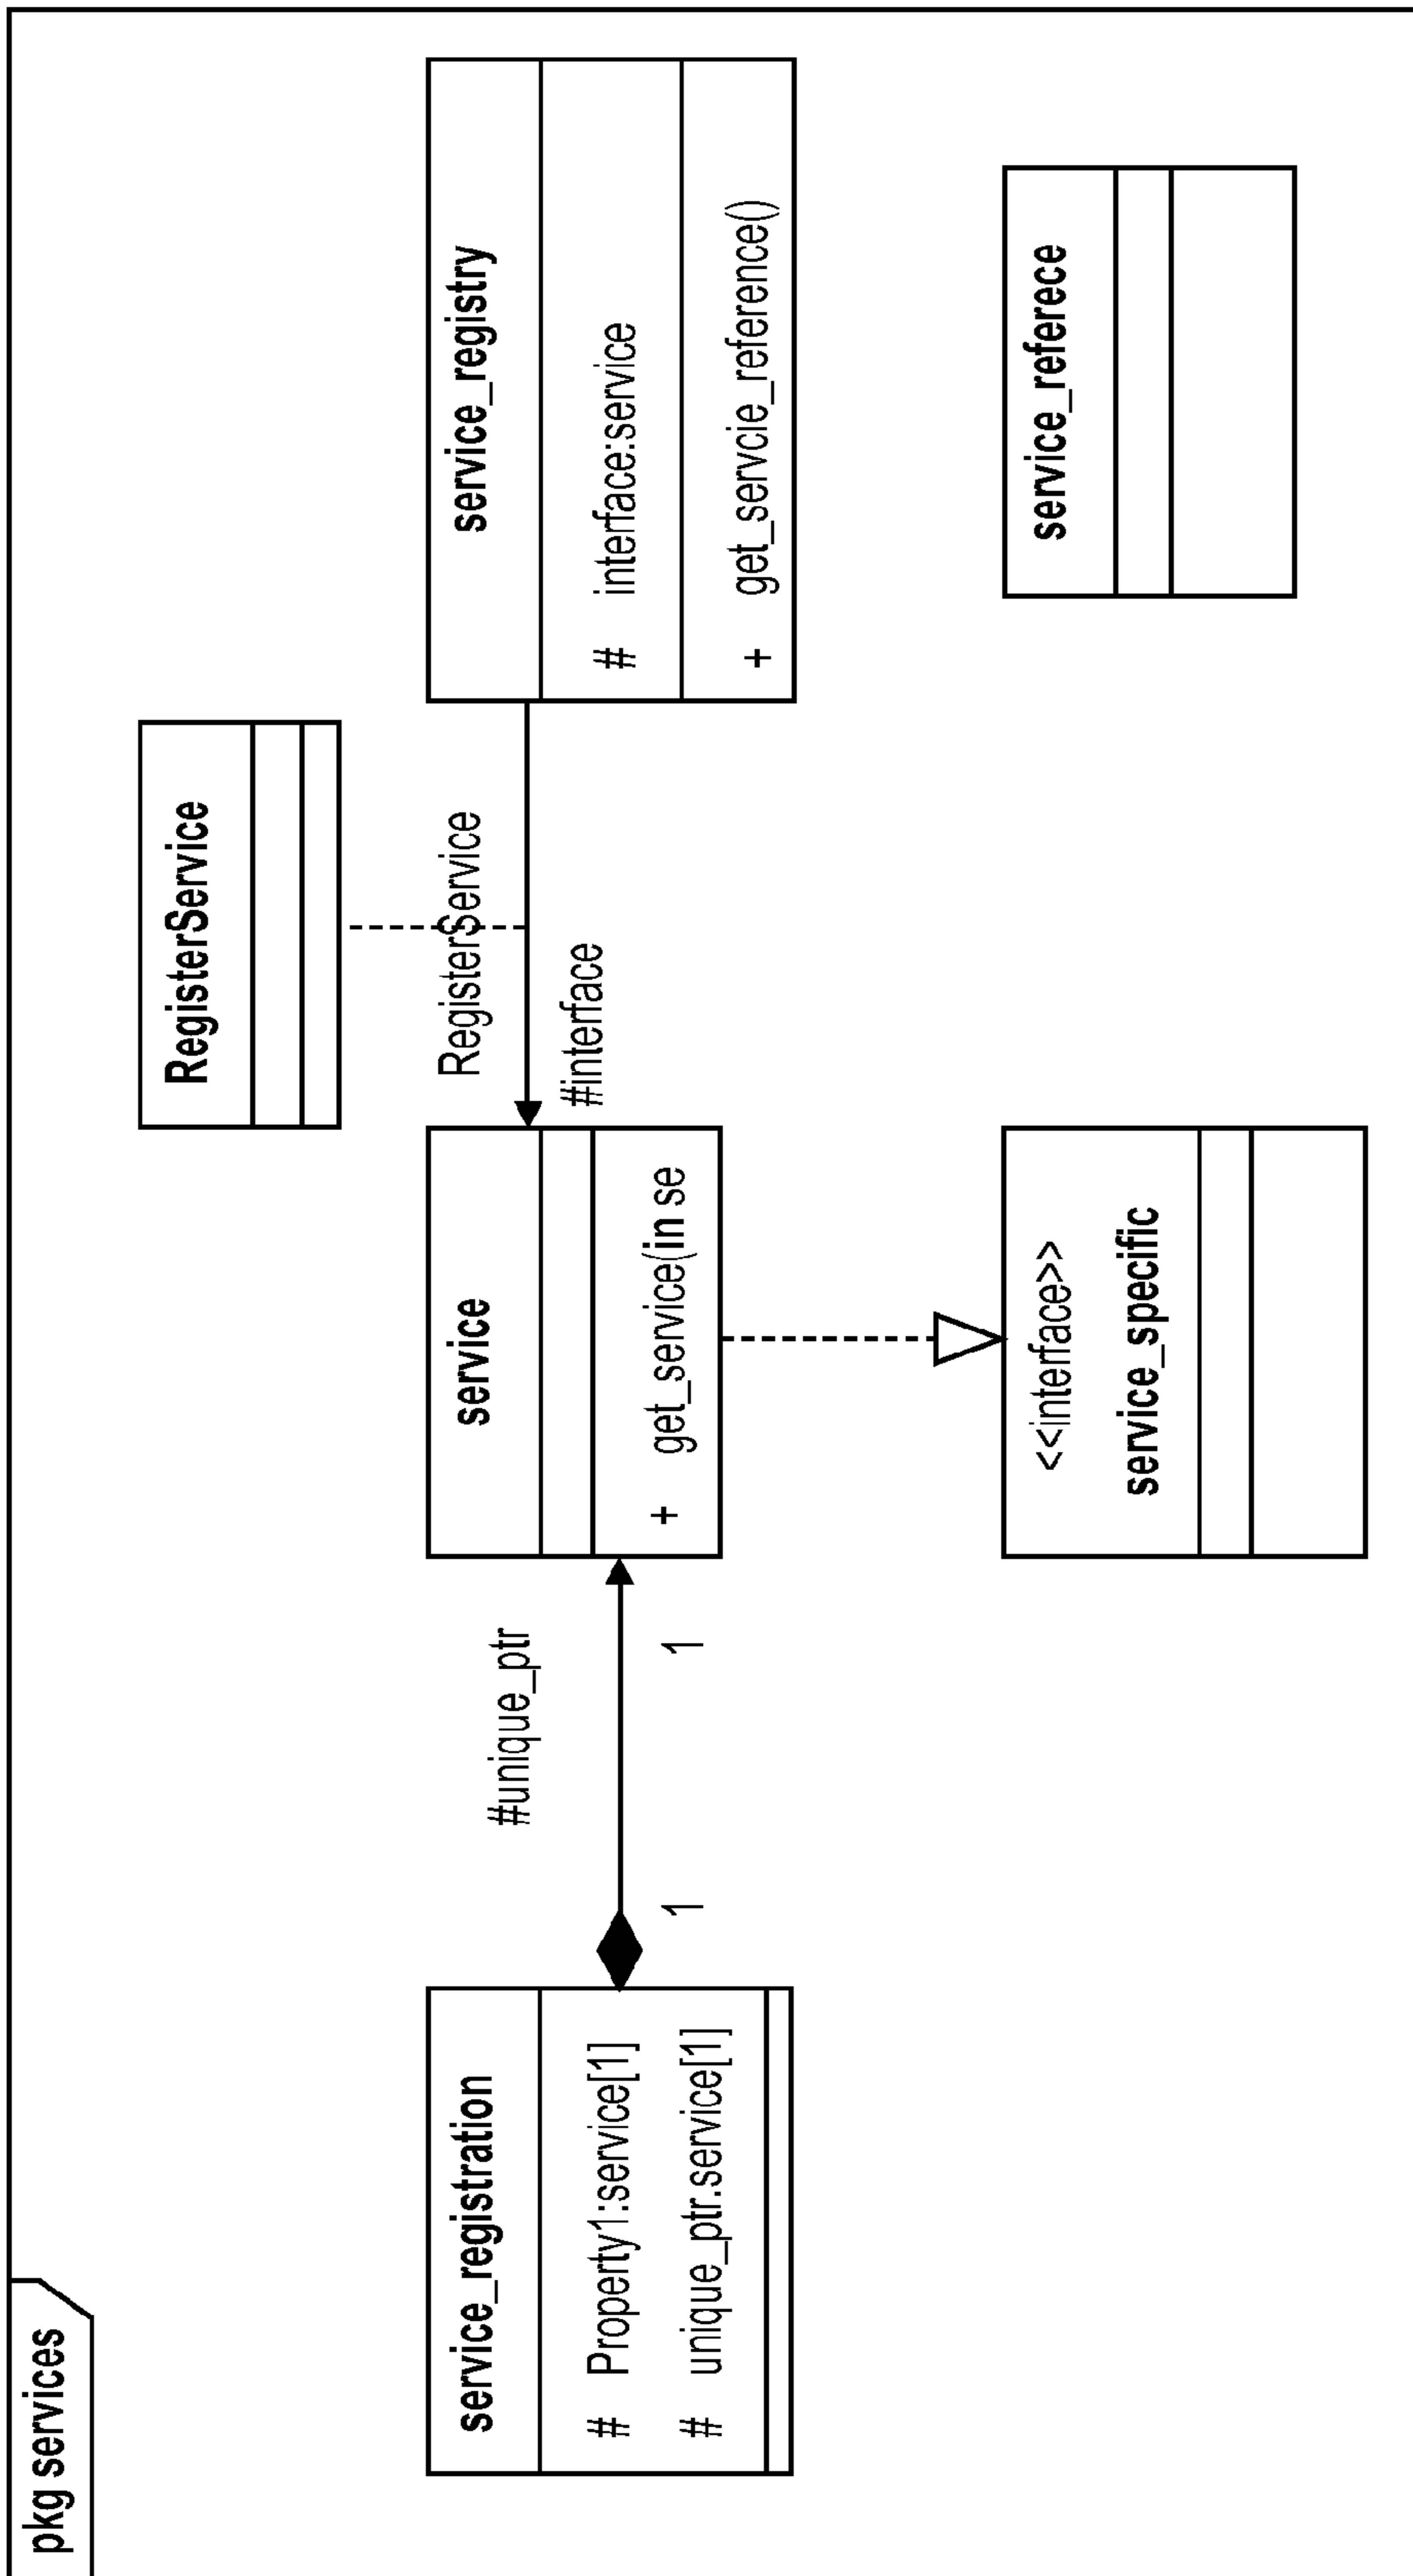 pkg services
RegisterService
service_registration
# Property1:service[1]
# unique_ptr.service[1]
#unique_ptr
1
1
service
+ get_service(in se
RegisterService
#interface
service_registry
# interface:service
+ get_servcie_reference()
<<interface>>
service_specific
service_referece